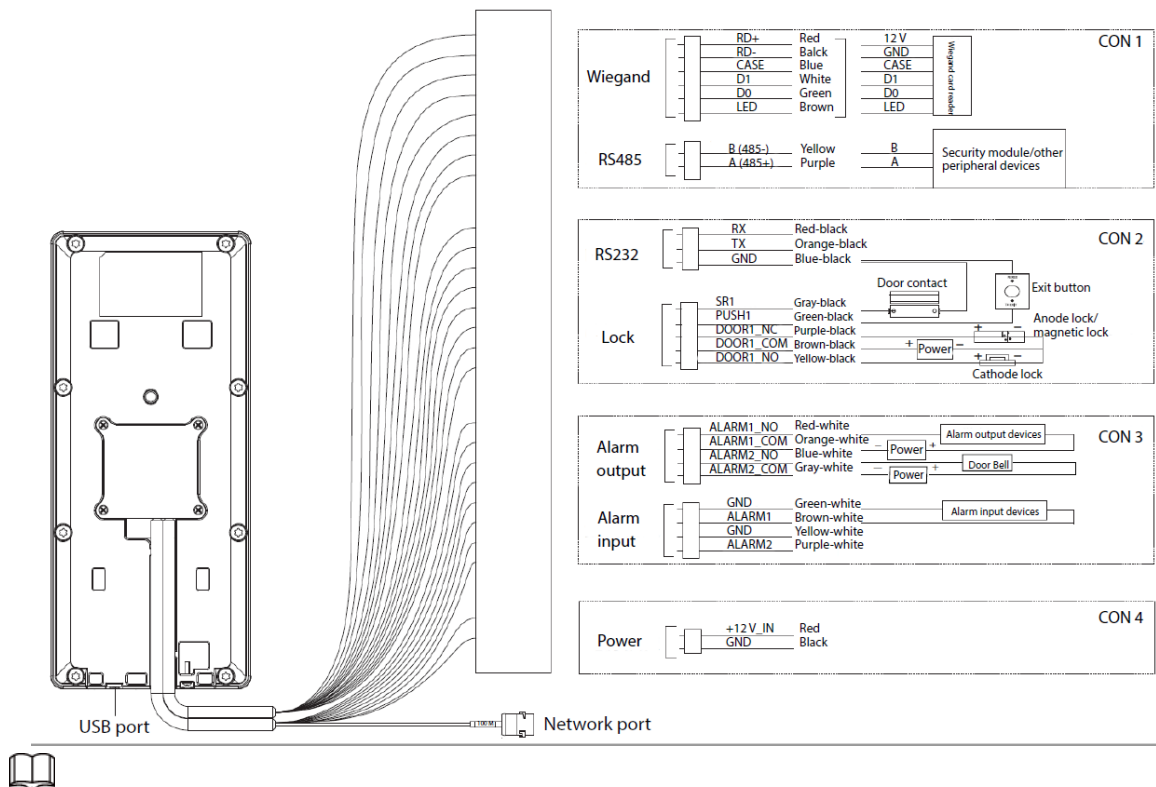 CON 1
Wiegand
RD+ Red 12 V
RD- Balck GND
CASE Blue CASE
D1 White D1
D0 Green D0
LED Brown LED
Wiegand card reader
RS485
B (485-) Yellow B
A (485+) Purple A
Security module/other
peripheral devices
CON 2
RS232
RX Red-black
TX Orange-black
GND Blue-black
Door contact
Exit button
Lock
SR1 Gray-black
PUSH1 Green-black
DOOR1_NC Purple-black
DOOR1_COM Brown-black
DOOR1_NO Yellow-black
Anode lock/
magnetic lock
+ −
+ Power −
+ −
Cathode lock
CON 3
Alarm
output
ALARM1_NO Red-white
ALARM1_COM Orange-white
ALARM2_NO Blue-white
ALARM2_COM Gray-white
− Power +
Alarm output devices
− Power +
Door Bell
Alarm
input
GND Green-white
ALARM1 Brown-white
GND Yellow-white
ALARM2 Purple-white
Alarm input devices
CON 4
Power
+12 V_IN Red
GND Black
USB port
100 M
Network port